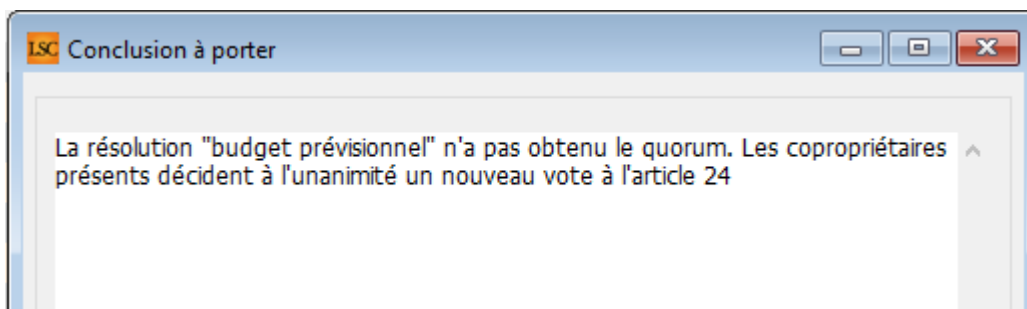 LSC Conclusion à porter
La résolution "budget prévisionnel" n'a pas obtenu le quorum. Les copropriétaires
présents décident à l'unanimité un nouveau vote à l'article 24